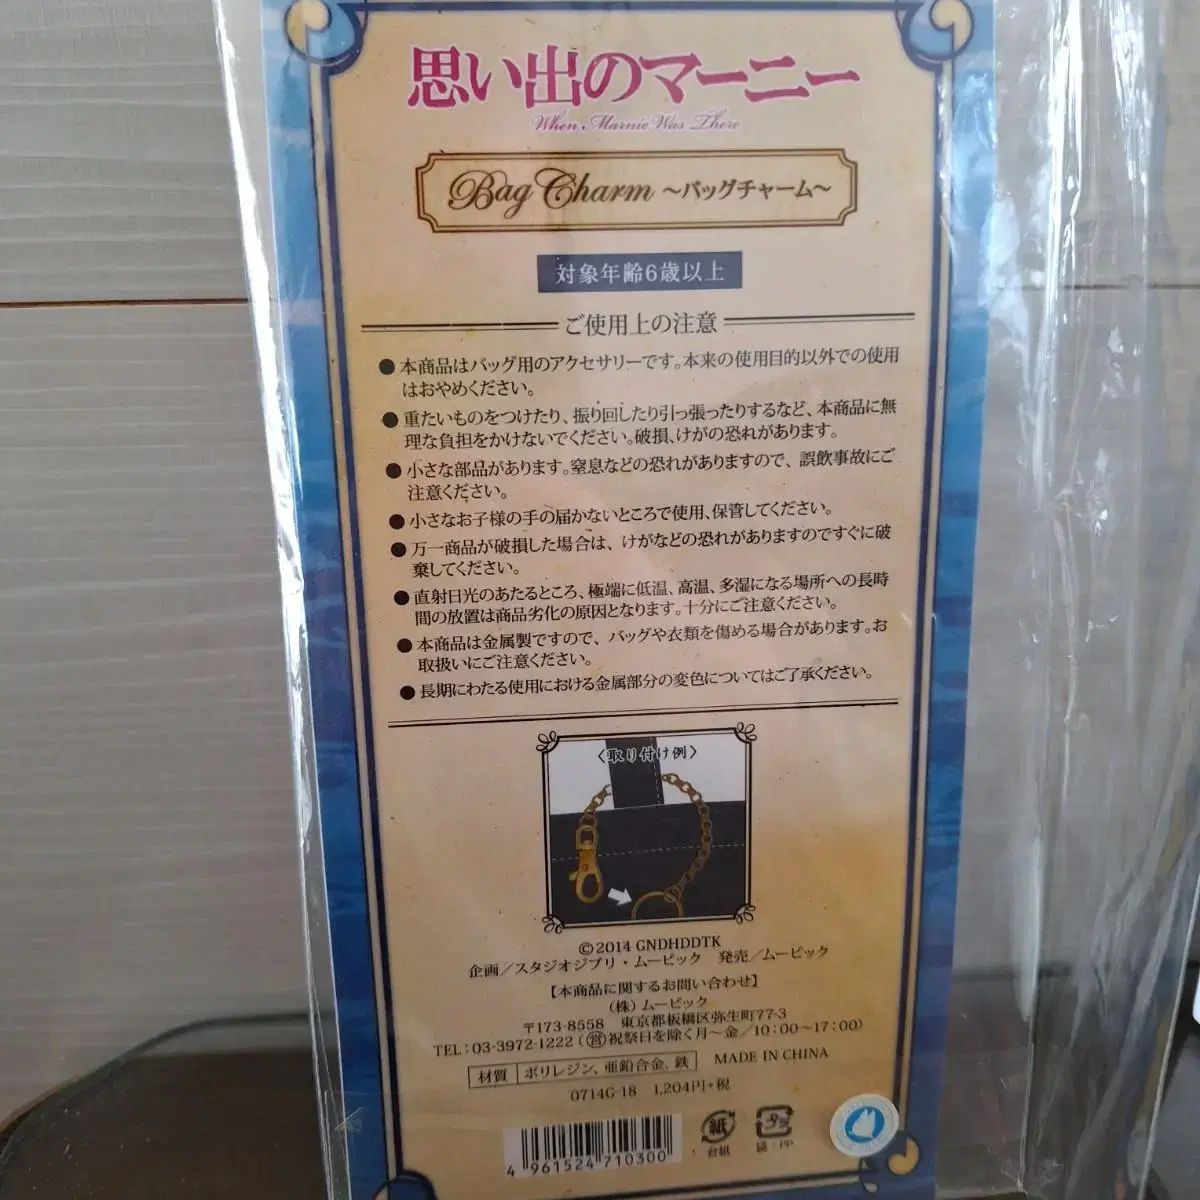 思い出のマーニー
When Marnie Was There
Bag Charm ～バッグチャーム～
対象年齢6歳以上
ご使用上の注意
●本商品はバッグ用のアクセサリーです。本来の使用目的以外での使用
はおやめください。
●重たいものをつけたり、振り回したり引っ張ったりするなど、本商品に無
理な負担をかけないでください。破損、けがの恐れがあります。
●小さな部品があります。窒息などの恐れがありますので、誤飲事故にご
注意ください。
●小さなお子様の手の届かないところで使用、保管してください。
●万一商品が破損した場合は、けがなどの恐れがありますのですぐに破
棄してください。
●直射日光のあたるところ、極端に低温、高温、多湿になる場所への長時
間の放置は商品劣化の原因となります。十分にご注意ください。
●本商品は金属製ですので、バッグや衣類を傷める場合があります。お
取扱いにご注意ください。
●長期にわたる使用における金属部分の変色についてはご了承ください。
〈取り付け例〉
©2014 GNDHDDTK
企画／スタジオジブリ・ムービック 発売／ムービック
【本商品に関するお問い合わせ】
（株）ムービック
〒173-8558 東京都板橋区弥生町77-3
TEL：03-3972-1222（㊡祝祭日を除く月～金／10：00～17：00）
材質 ポリレジン、亜鉛合金、鉄 MADE IN CHINA
0714G-18 1,204円+税
紙 プラ
台紙 袋：PP
4 961524 710300